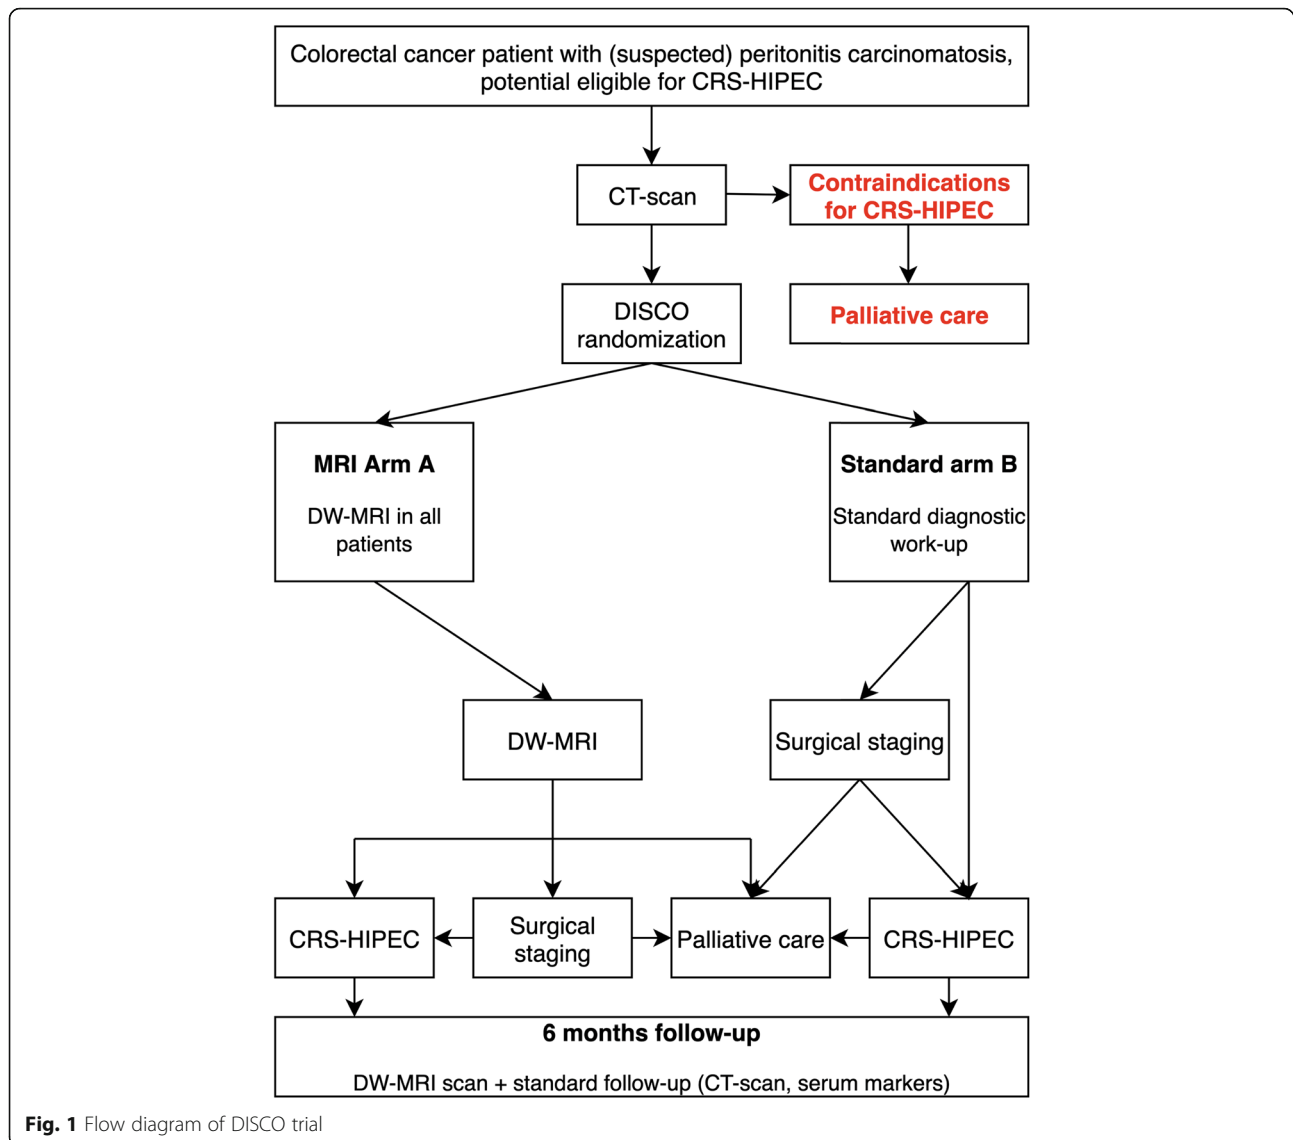 Colorectal cancer patient with (suspected) peritonitis carcinomatosis,
potential eligible for CRS-HIPEC
CT-scan
Contraindications
for CRS-HIPEC
DISCO
randomization
Palliative care
MRI Arm A
DW-MRI in all
patients
Standard arm B
Standard diagnostic
work-up
DW-MRI
Surgical staging
CRS-HIPEC
Surgical
staging
Palliative care
CRS-HIPEC
6 months follow-up
DW-MRI scan + standard follow-up (CT-scan, serum markers)
Fig. 1 Flow diagram of DISCO trial